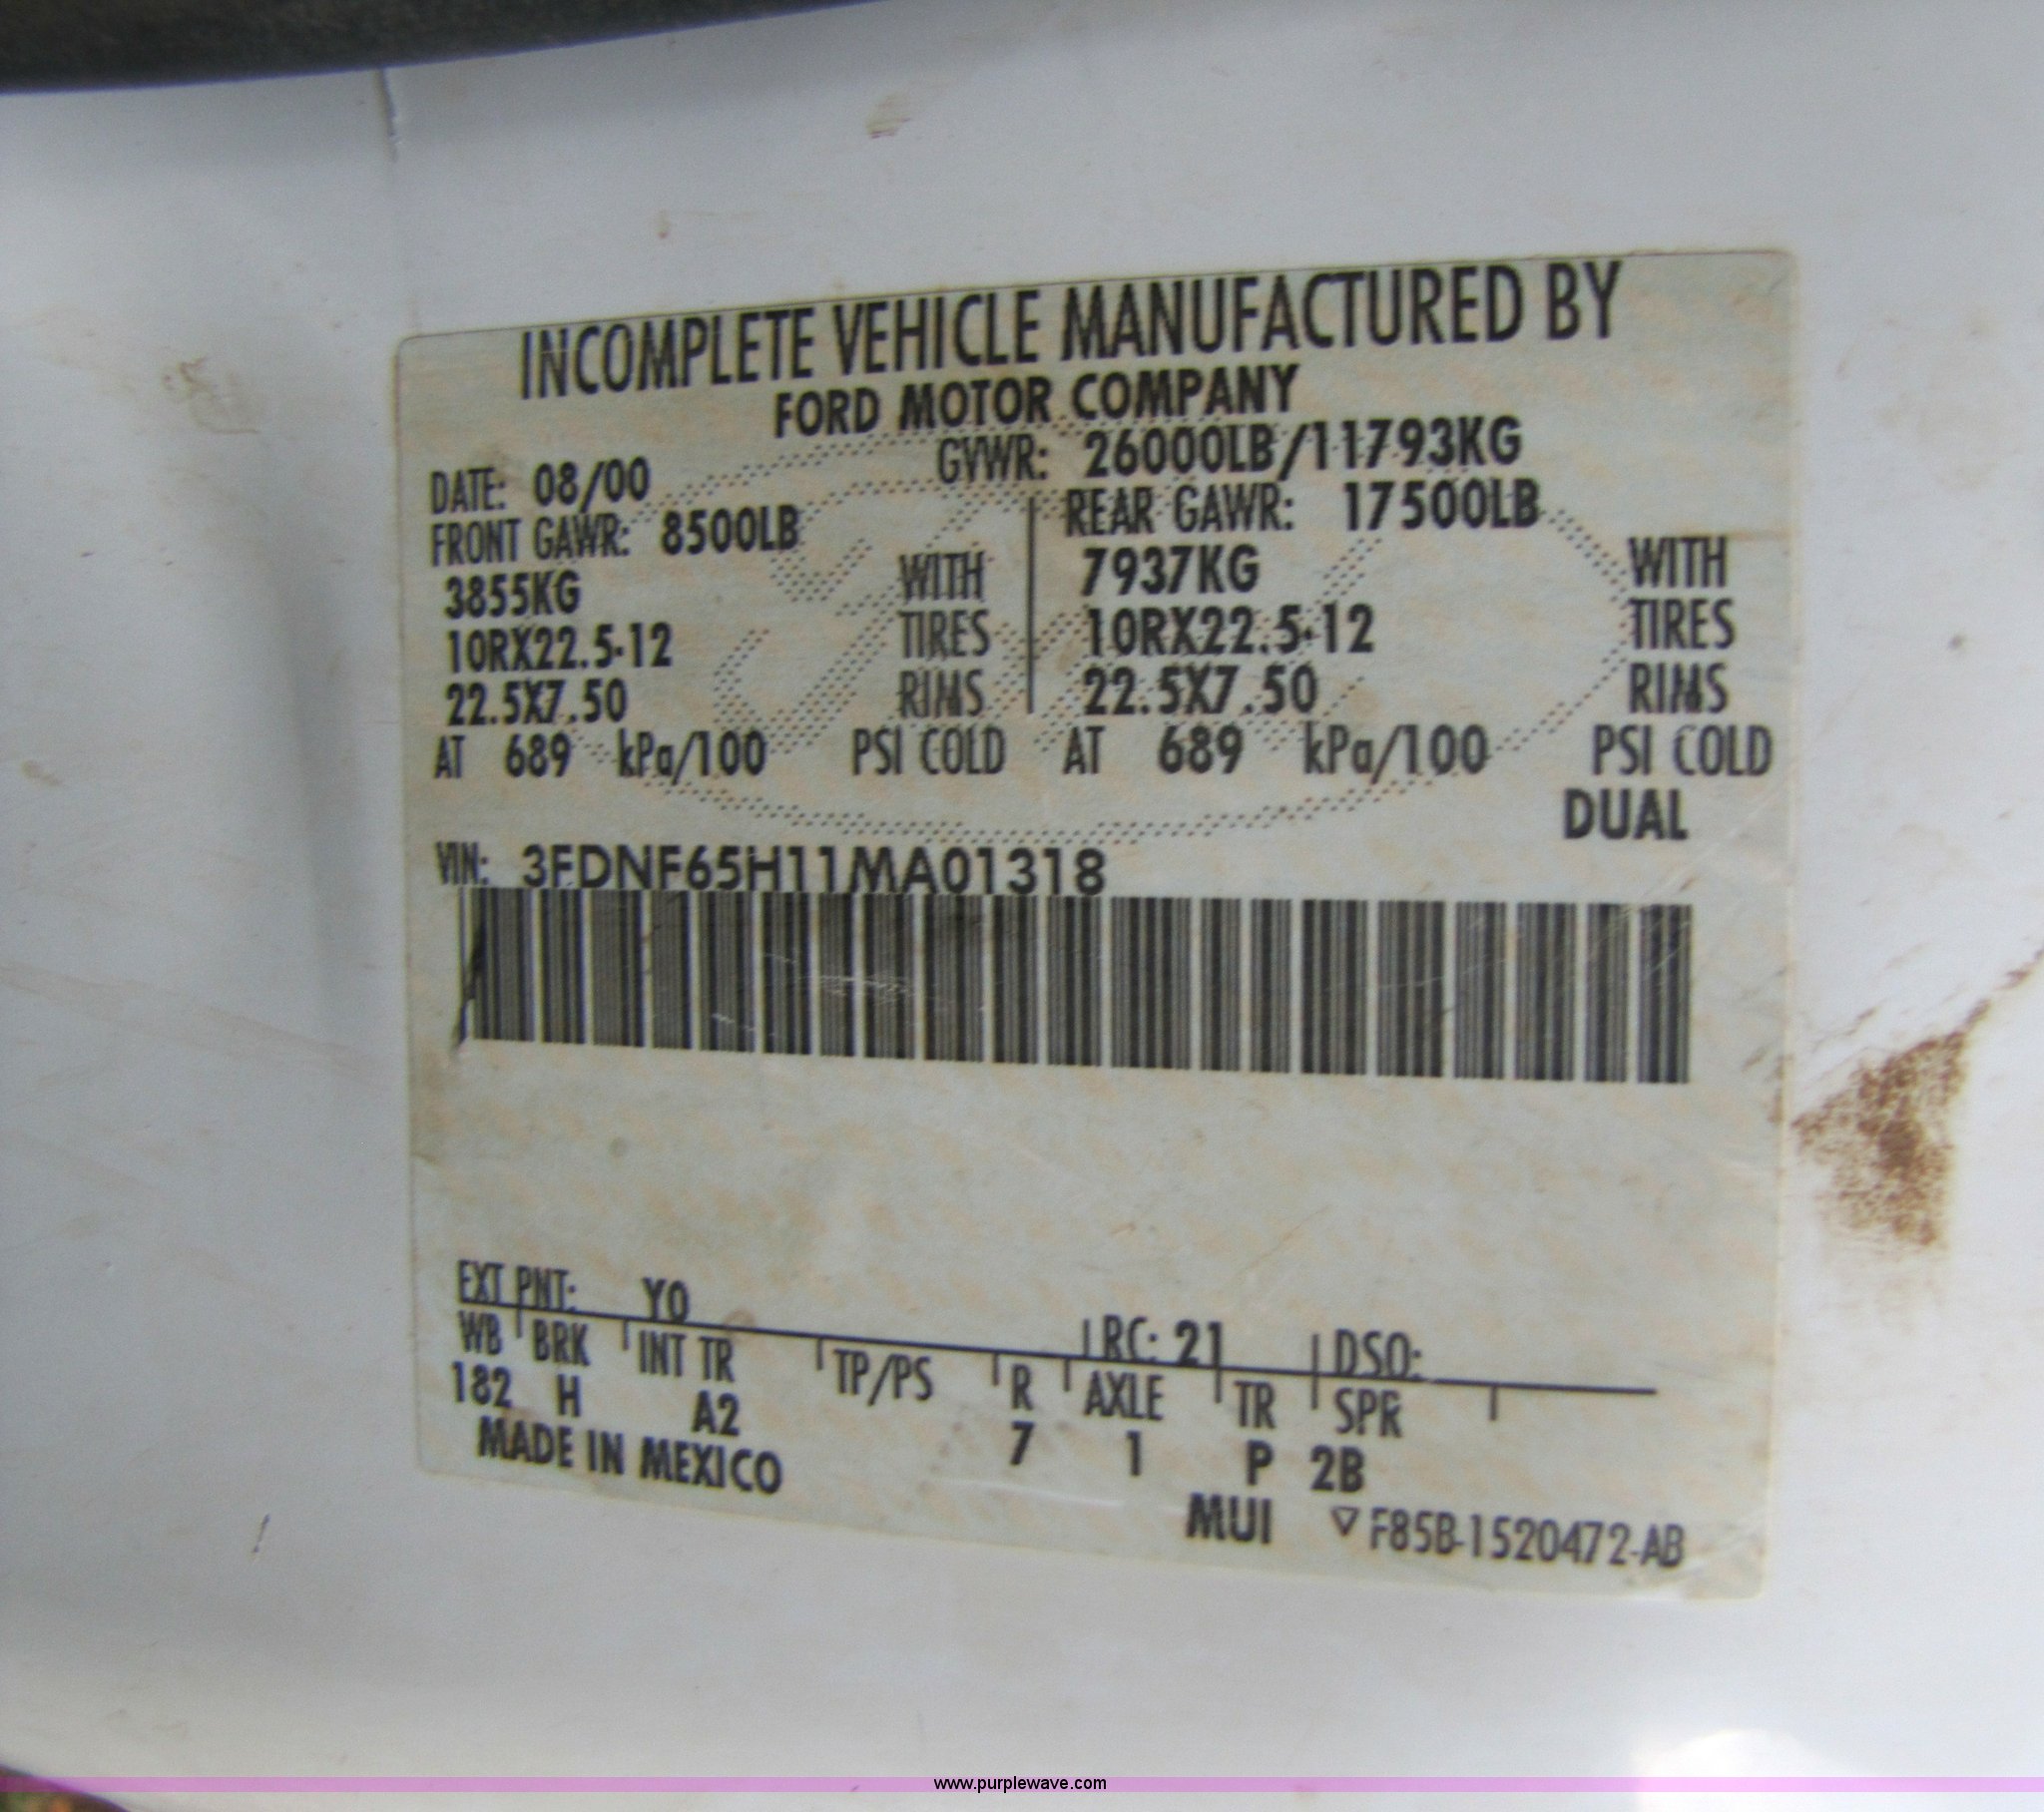 INCOMPLETE VEHICLE MANUFACTURED BY
FORD MOTOR COMPANY
DATE: 08/00 GVWR: 26000LB/11793KG
FRONT GAWR: 8500LB REAR GAWR: 17500LB
3855KG WITH 7937KG WITH
10RX22.5-12 TIRES 10RX22.5-12 TIRES
22.5X7.50 RIMS 22.5X7.50 RIMS
AT 689 kPa/100 PSI COLD AT 689 kPa/100 PSI COLD
DUAL
VIN: 3FDNF65H11MA01318
EXT PNT: YO RC: 21 DSO:
WB BRK INT TR TP/PS R AXLE TR SPR
182 H A2 7 1 P 2B
MADE IN MEXICO
MUI ▽ F85B-1520472-AB
www.purplewave.com